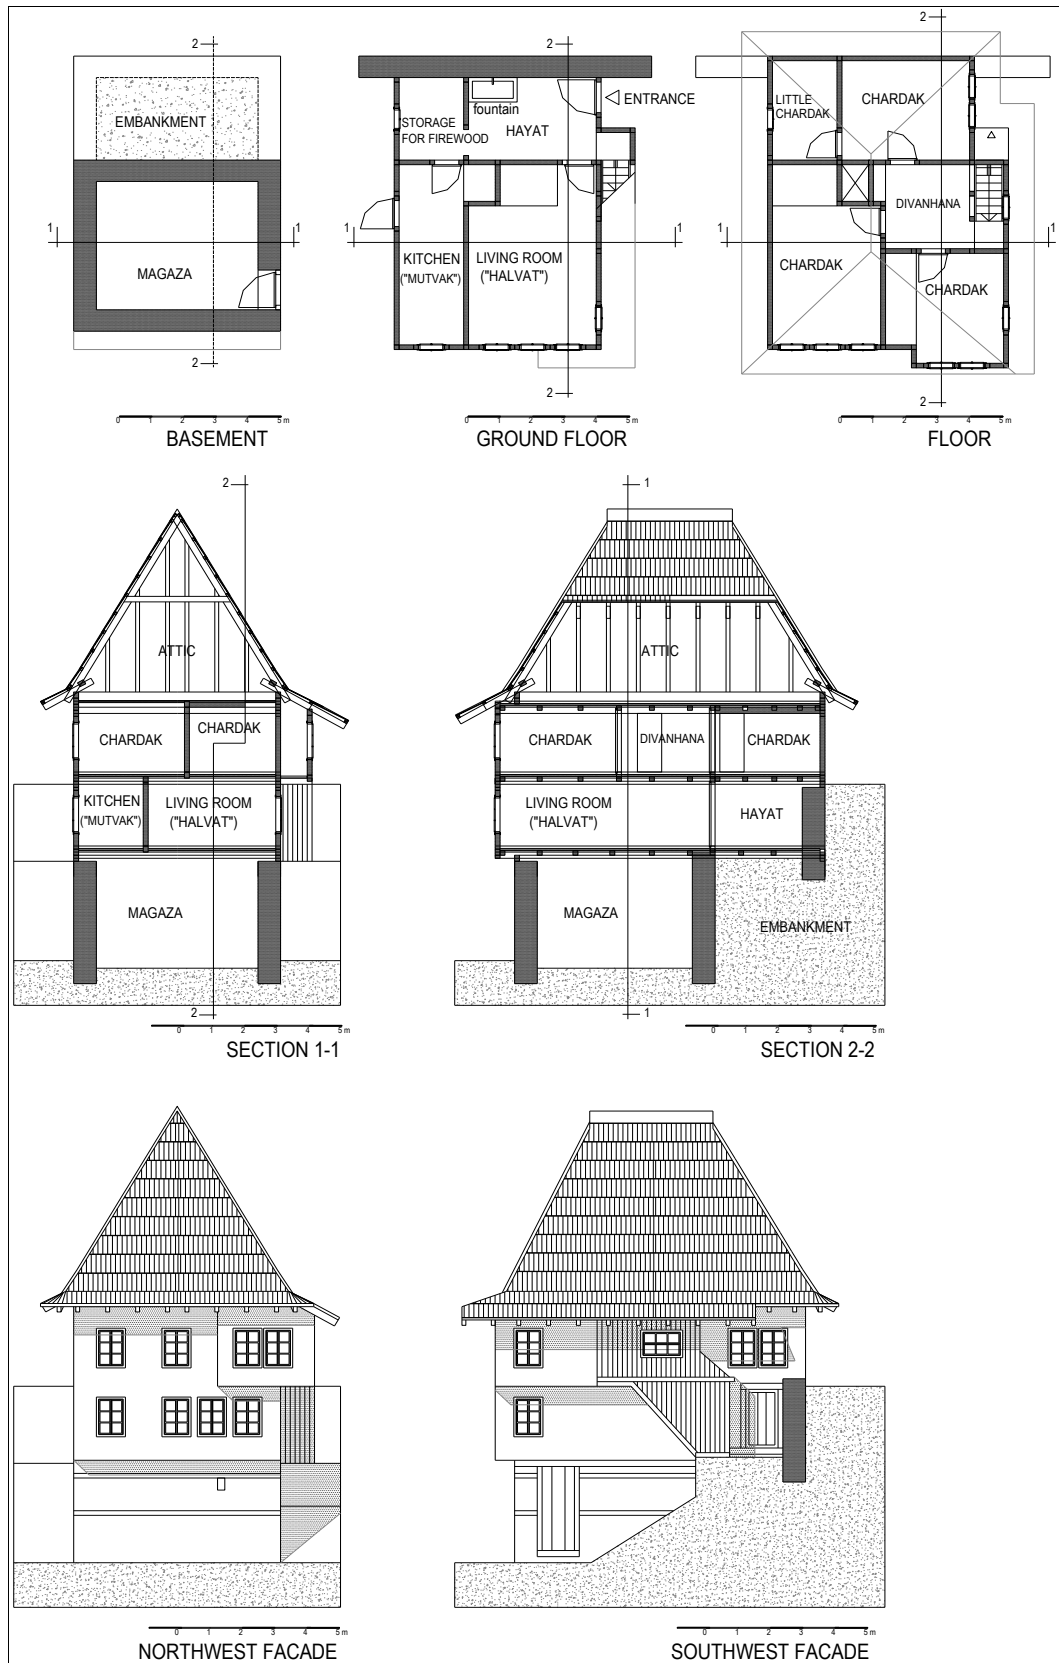 2
2
2
EMBANKMENT
ENTRANCE
fountain
STORAGE
FOR FIREWOOD
HAYAT
LITTLE
CHARDAK
CHARDAK
DIVANHANA
1
1
1
1
1
1
MAGAZA
KITCHEN
("MUTVAK")
LIVING ROOM
("HALVAT")
CHARDAK
CHARDAK
2
2
2
0 1 2 3 4 5 m
0 1 2 3 4 5 m
0 1 2 3 4 5 m
BASEMENT
GROUND FLOOR
FLOOR
2
1
ATTIC
ATTIC
CHARDAK
CHARDAK
CHARDAK
DIVANHANA
CHARDAK
KITCHEN
("MUTVAK")
LIVING ROOM
("HALVAT")
LIVING ROOM
("HALVAT")
HAYAT
MAGAZA
MAGAZA
EMBANKMENT
2
1
0 1 2 3 4 5 m
0 1 2 3 4 5 m
SECTION 1-1
SECTION 2-2
0 1 2 3 4 5 m
0 1 2 3 4 5 m
NORTHWEST FACADE
SOUTHWEST FACADE